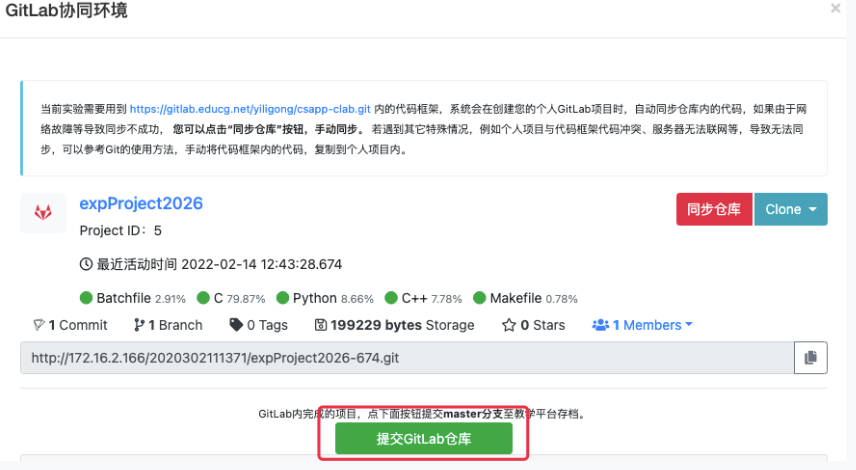 GitLab协同环境
×
当前实验需要用到 https://gitlab.educg.net/yiligong/csapp-clab.git 内的代码框架，系统会在创建您的个人GitLab项目时，自动同步仓库内的代码，如果由于网
络故障等导致同步不成功， 您可以点击“同步仓库”按钮，手动同步。 若遇到其它特殊情况，例如个人项目与代码框架代码冲突、服务器无法联网等，导致无法同
步，可以参考Git的使用方法，手动将代码框架内的代码，复制到个人项目内。
expProject2026
同步仓库 Clone
Project ID： 5
最近活动时间 2022-02-14 12:43:28.674
Batchfile 2.91% C 79.87% Python 8.66% C++ 7.78% Makefile 0.78%
1 Commit 1 Branch 0 Tags 199229 bytes Storage 0 Stars 1 Members
http://172.16.2.166/2020302111371/expProject2026-674.git
GitLab内完成的项目，点下面按钮提交master分支至教学平台存档。
提交GitLab仓库